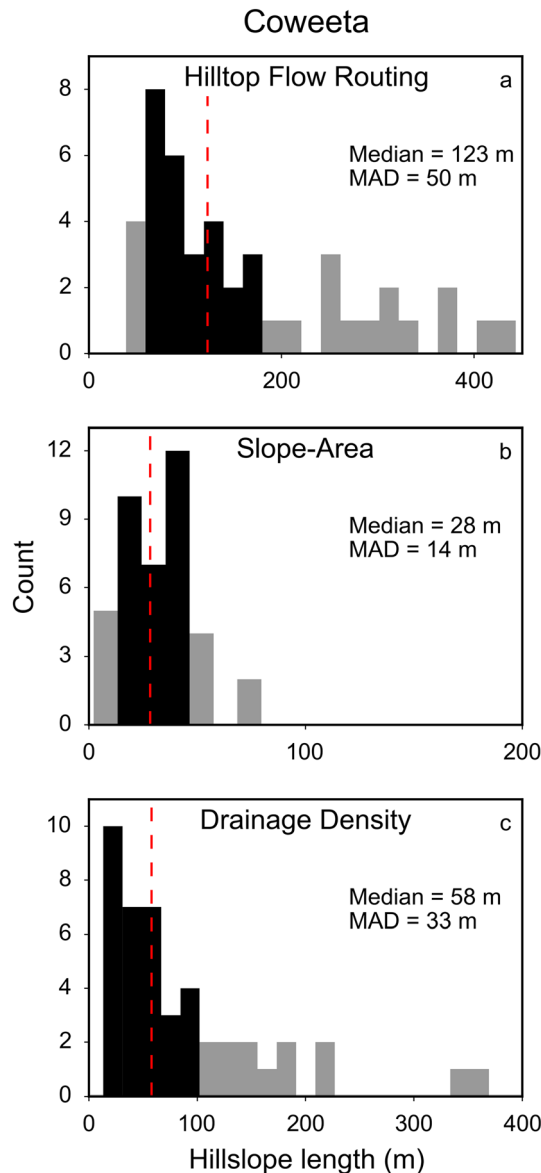 Coweeta
Hilltop Flow Routing
a
Median = 123 m
MAD = 50 m
8
6
4
2
0
0 200 400
Slope-Area
b
Median = 28 m
MAD = 14 m
12
9
6
3
0
0 100 200
Count
Drainage Density
c
Median = 58 m
MAD = 33 m
10
8
6
4
2
0
0 100 200 300 400
Hillslope length (m)